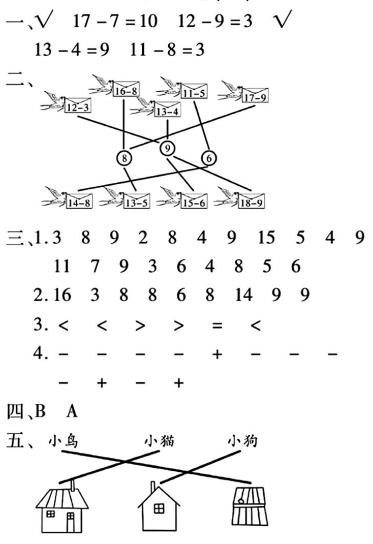 一、√ 17-7=10 12-9=3 √
13-4=9 11-8=3
二、
16-8 11-5
12-3 13-4 17-9
8 9 6
14-8 13-5 15-6 18-9
三、1. 3 8 9 2 8 4 9 15 5 4 9
11 7 9 3 6 4 8 5 6
2. 16 3 8 8 6 8 14 9 9
3. < < > > = <
4. - - - - + - - -
- + - +
四、B A
五、小鸟 小猫 小狗